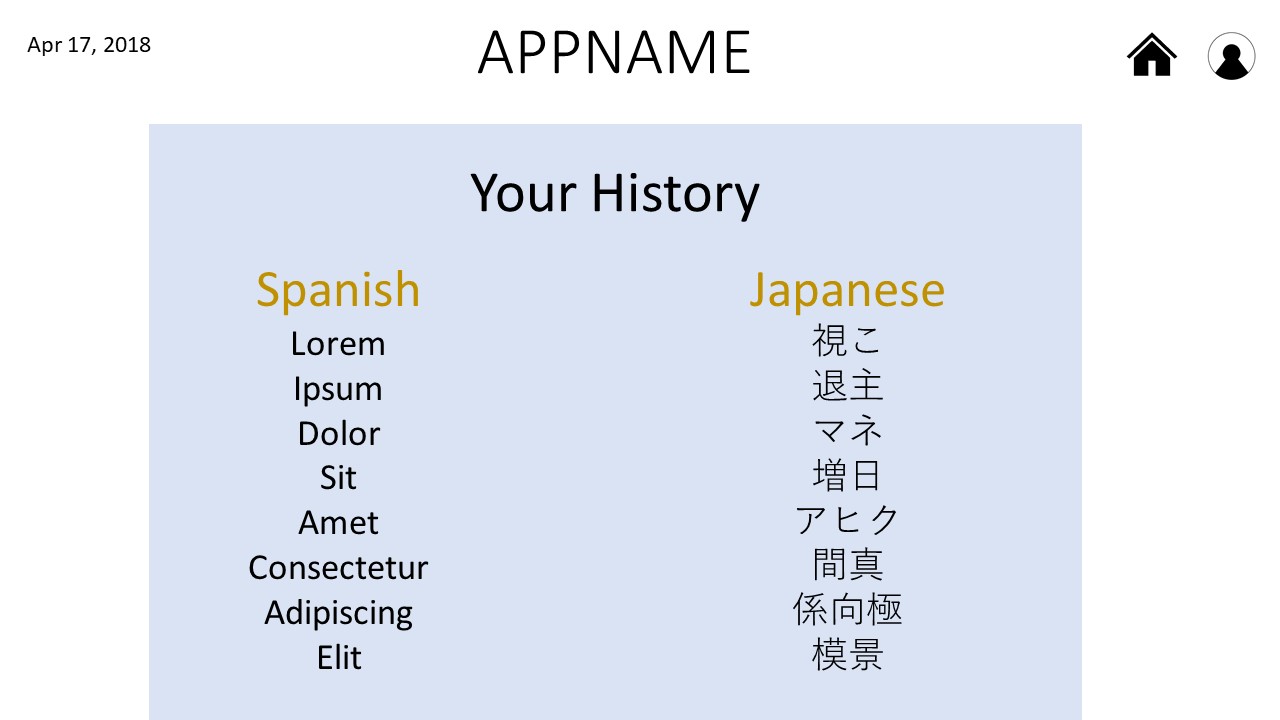 Apr 17, 2018
APPNAME
Your History
Spanish
Lorem
Ipsum
Dolor
Sit
Amet
Consectetur
Adipiscing
Elit
Japanese
視こ
退主
マネ
増日
アヒク
間真
係向極
模景